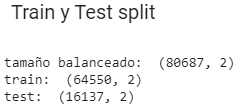 Train y Test split
tamaño balanceado:  (80687, 2)
train:  (64550, 2)
test:  (16137, 2)